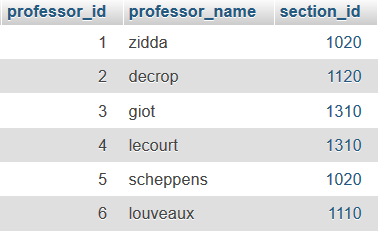 professor_id professor_name section_id
1 zidda 1020
2 decrop 1120
3 giot 1310
4 lecourt 1310
5 scheppens 1020
6 louveaux 1110